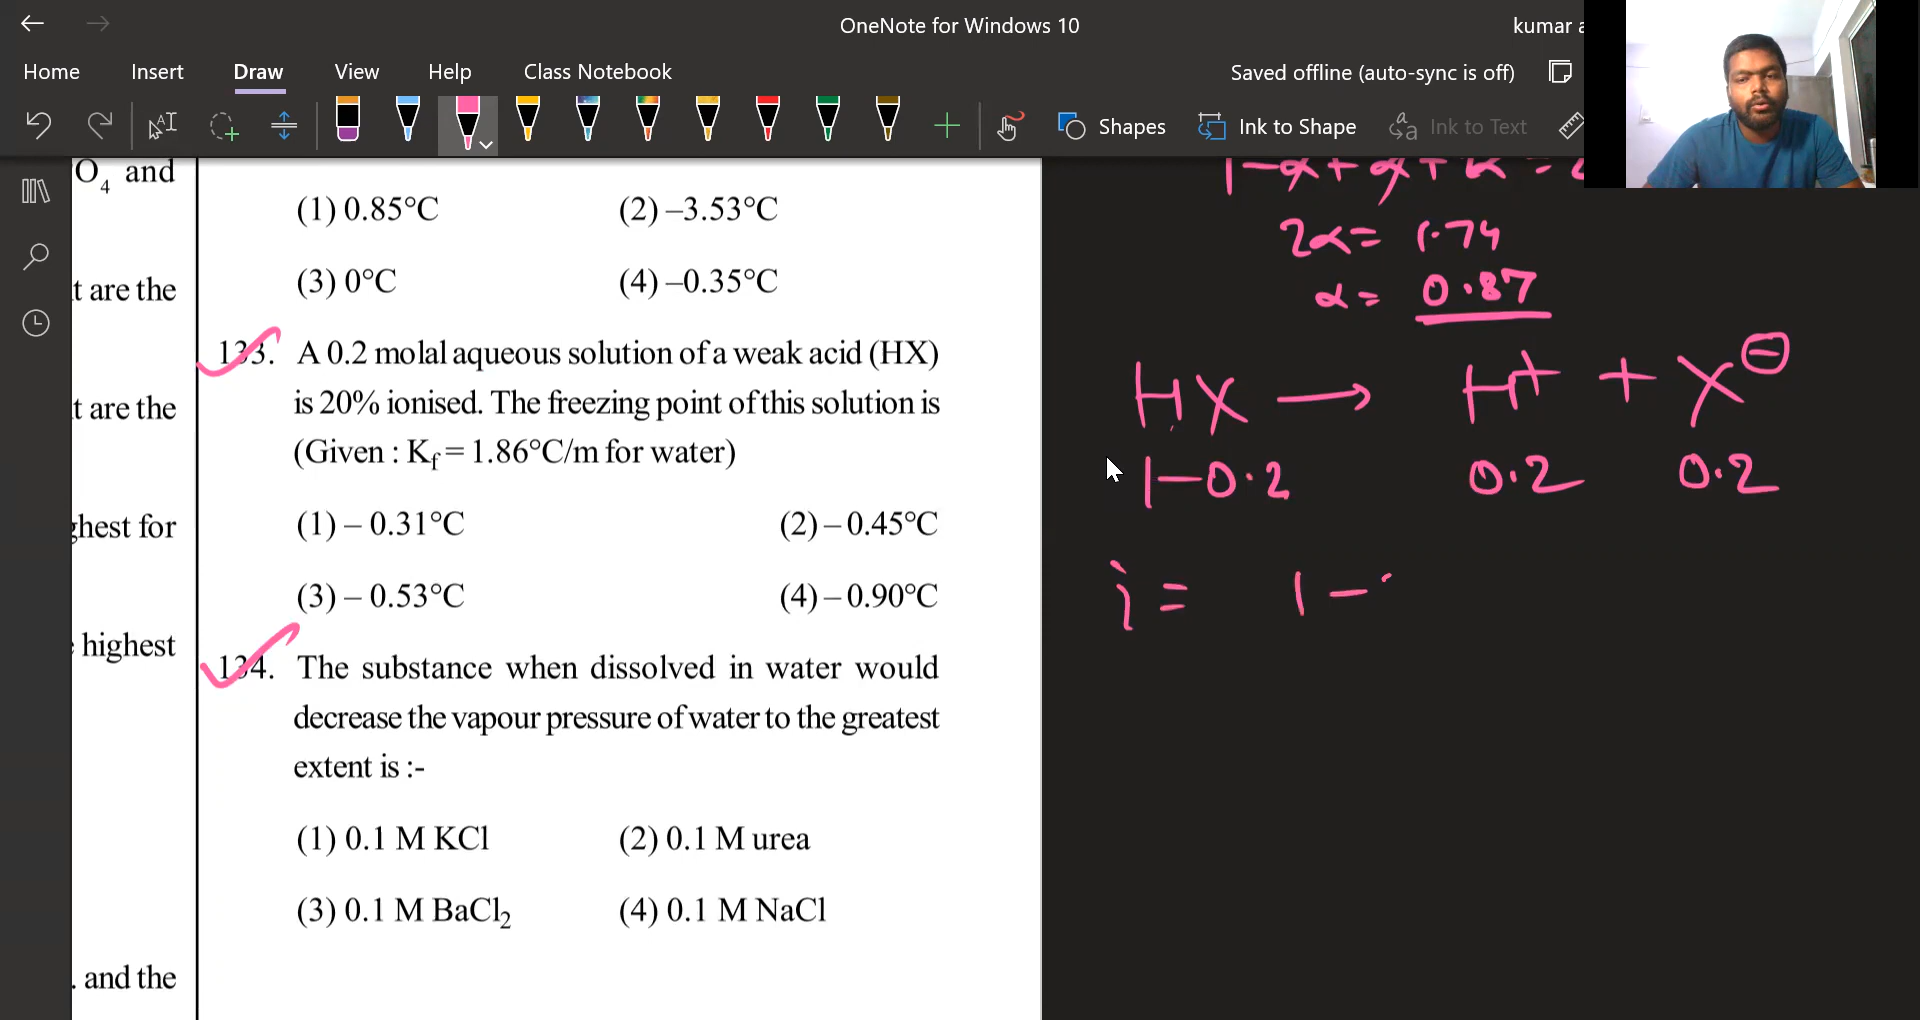 OneNote for Windows 10
kumar a
Home Insert Draw View Help Class Notebook
Saved offline (auto-sync is off)
Shapes Ink to Shape Ink to Text
O4 and
t are the
t are the
ghest for
highest
. and the
(1) 0.85°C (2) –3.53°C
(3) 0°C (4) –0.35°C
133. A 0.2 molal aqueous solution of a weak acid (HX)
is 20% ionised. The freezing point of this solution is
(Given : Kf = 1.86°C/m for water)
(1) – 0.31°C (2) – 0.45°C
(3) – 0.53°C (4) – 0.90°C
134. The substance when dissolved in water would
decrease the vapour pressure of water to the greatest
extent is :-
(1) 0.1 M KCl (2) 0.1 M urea
(3) 0.1 M BaCl2 (4) 0.1 M NaCl
1-α+α+α=
2α= 1.74
α= 0.87
HX → H+ + X⊖
1-0.2 0.2 0.2
i = 1-